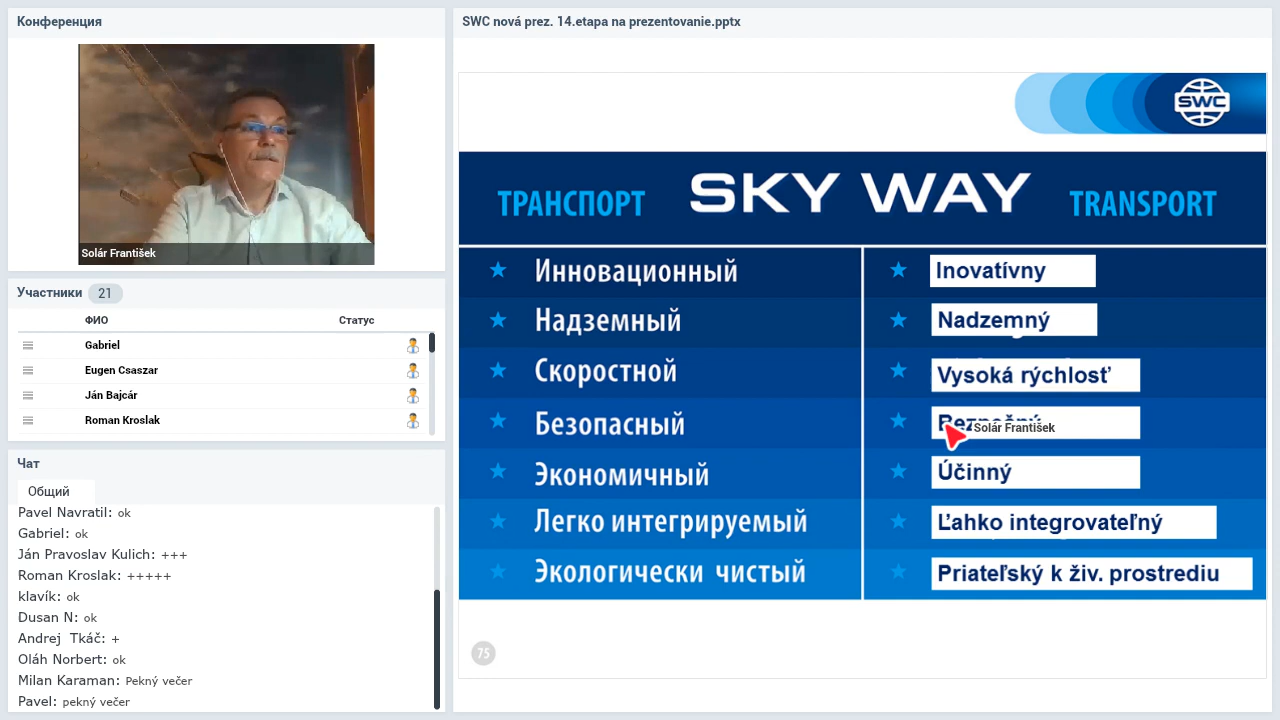 Конференция
Solár František
Участники 21
ФИО Статус
Gabriel
Eugen Csaszar
Ján Bajcár
Roman Kroslak
Чат
Общий
Pavel Navratil: ok
Gabriel: ok
Ján Pravoslav Kulich: +++
Roman Kroslak: +++++
klavík: ok
Dusan N: ok
Andrej Tkáč: +
Oláh Norbert: ok
Milan Karaman: Pekný večer
Pavel: pekný večer
SWC nová prez. 14.etapa na prezentovanie.pptx
SWC
ТРАНСПОРТ SKY WAY TRANSPORT
Инновационный
Inovatívny
Надземный
Nadzemný
Скоростной
Vysoká rýchlosť
Безопасный
Solár František
Экономичный
Účinný
Легко интегрируемый
Ľahko integrovateľný
Экологически чистый
Priateľský k živ. prostrediu
75